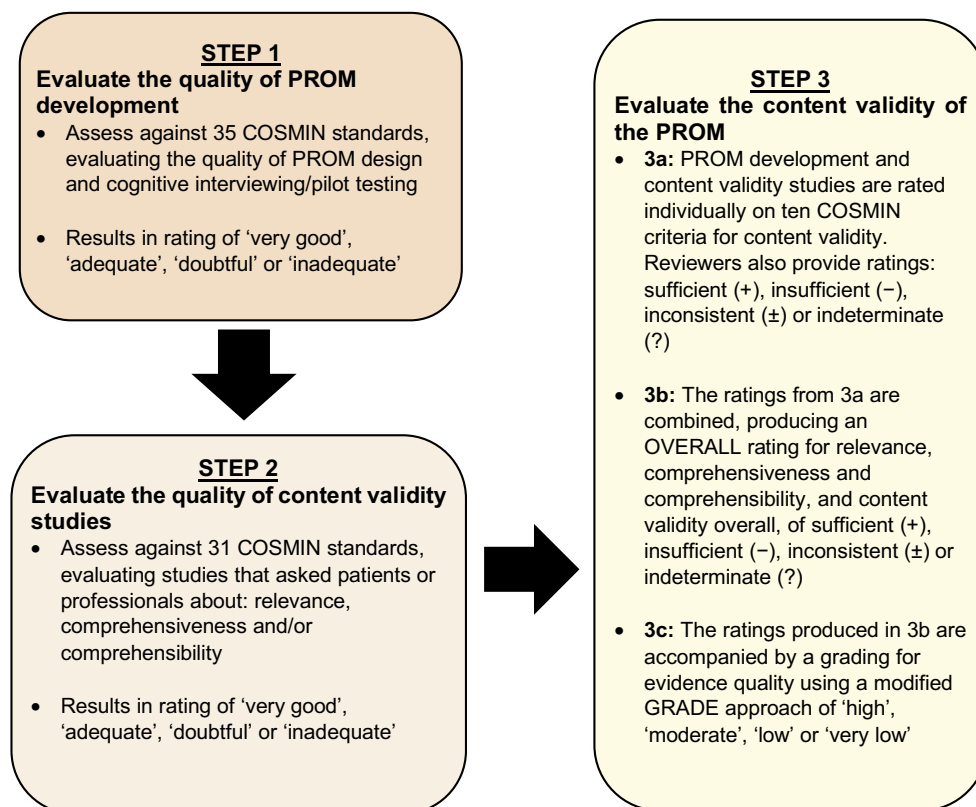 STEP 1
Evaluate the quality of PROM
development
• Assess against 35 COSMIN standards,
evaluating the quality of PROM design
and cognitive interviewing/pilot testing
• Results in rating of ‘very good’,
‘adequate’, ‘doubtful’ or ‘inadequate’
STEP 2
Evaluate the quality of content validity
studies
• Assess against 31 COSMIN standards,
evaluating studies that asked patients or
professionals about: relevance,
comprehensiveness and/or
comprehensibility
• Results in rating of ‘very good’,
‘adequate’, ‘doubtful’ or ‘inadequate’
STEP 3
Evaluate the content validity of
the PROM
• 3a: PROM development and
content validity studies are rated
individually on ten COSMIN
criteria for content validity.
Reviewers also provide ratings:
sufficient (+), insufficient (−),
inconsistent (±) or indeterminate
(?)
• 3b: The ratings from 3a are
combined, producing an
OVERALL rating for relevance,
comprehensiveness and
comprehensibility, and content
validity overall, of sufficient (+),
insufficient (−), inconsistent (±) or
indeterminate (?)
• 3c: The ratings produced in 3b are
accompanied by a grading for
evidence quality using a modified
GRADE approach of ‘high’,
‘moderate’, ‘low’ or ‘very low’